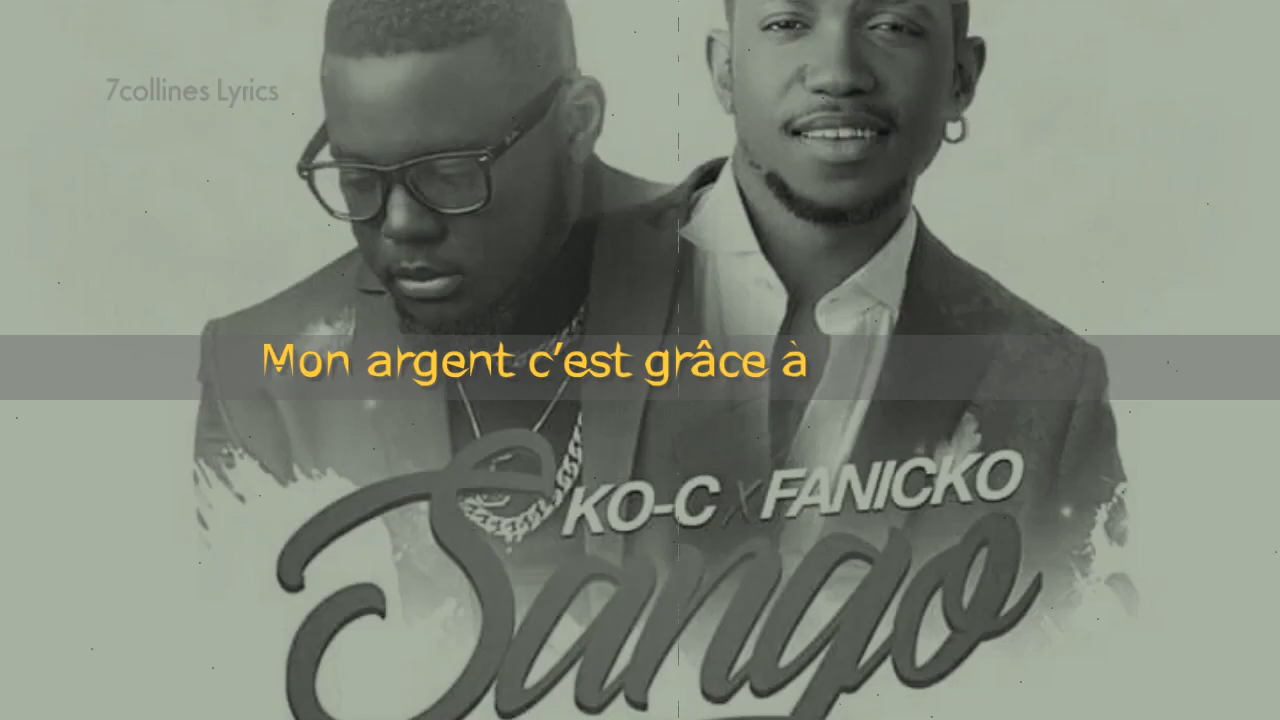 7collines Lyrics
Mon argent c’est grâce à
KO-C X FANICKO
Sango